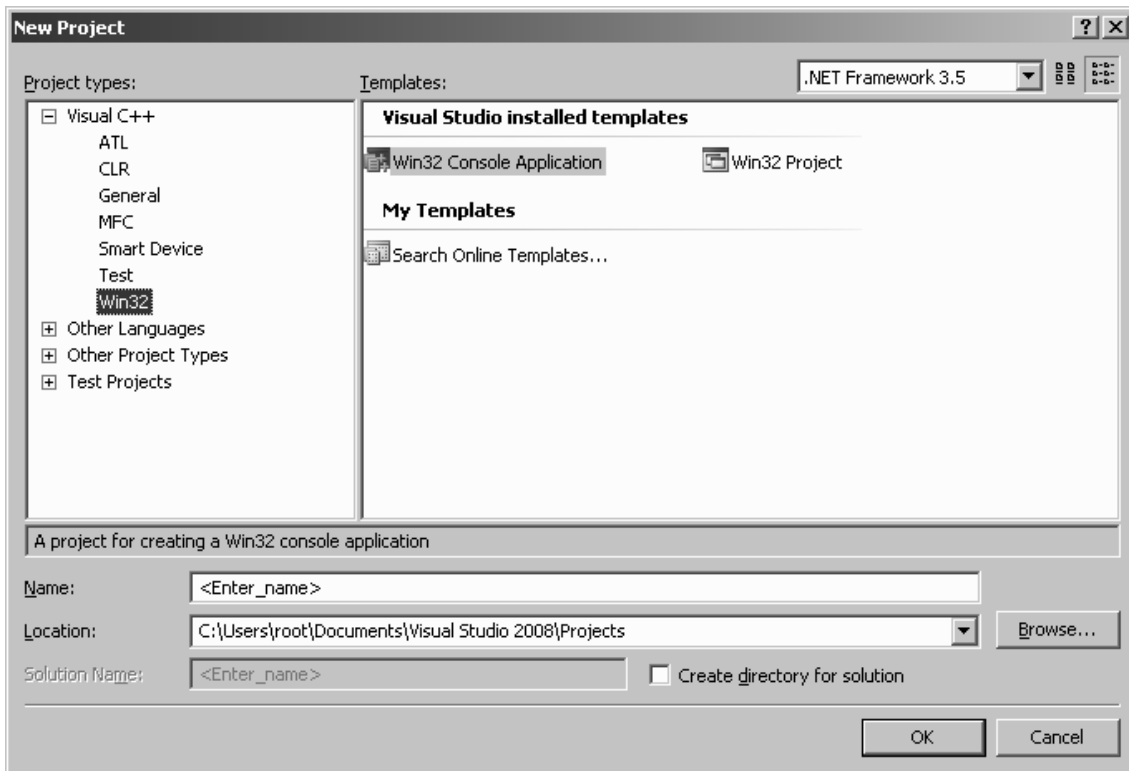 New Project
Project types:
Templates:
.NET Framework 3.5
Visual C++
ATL
CLR
General
MFC
Smart Device
Test
Win32
Other Languages
Other Project Types
Test Projects
Visual Studio installed templates
Win32 Console Application
Win32 Project
My Templates
Search Online Templates...
A project for creating a Win32 console application
Name:
<Enter_name>
Location:
C:\Users\root\Documents\Visual Studio 2008\Projects
Browse...
Solution Name:
<Enter_name>
Create directory for solution
OK
Cancel